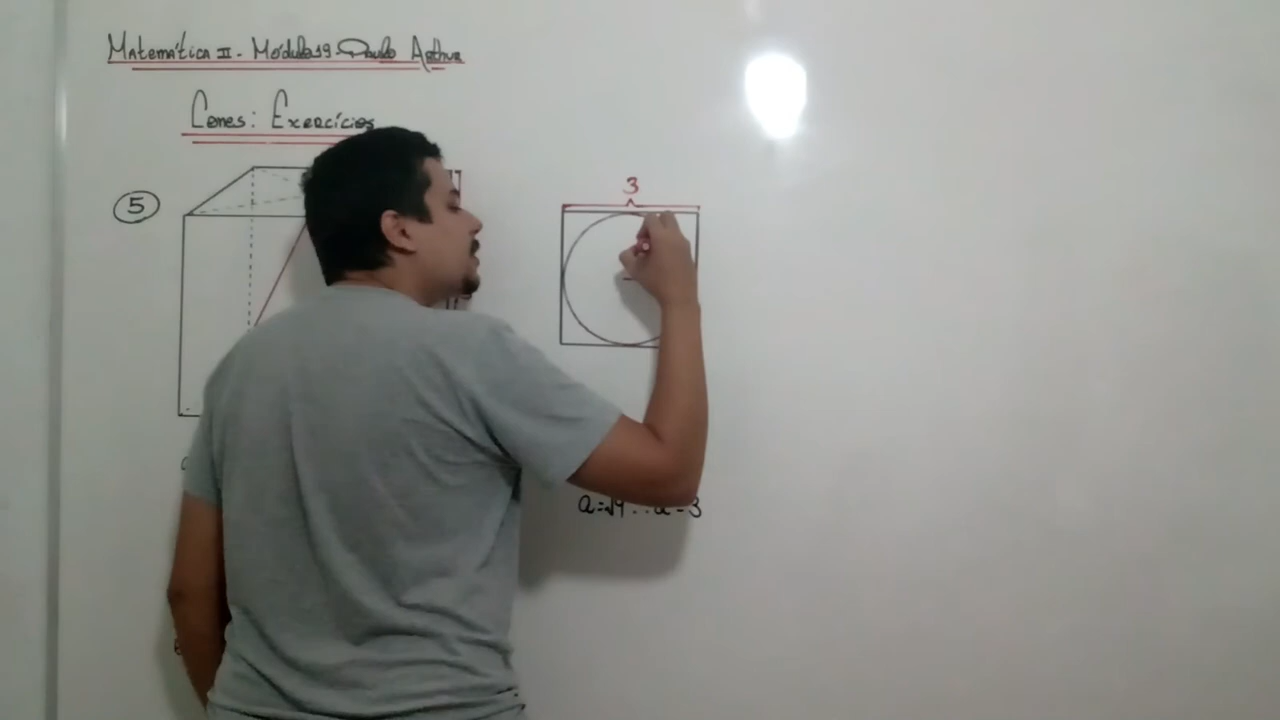 Matemática II - Módulo 19 - Paulo Arthur
Cones: Exercícios
5
3
a=√9 ∴ a=3